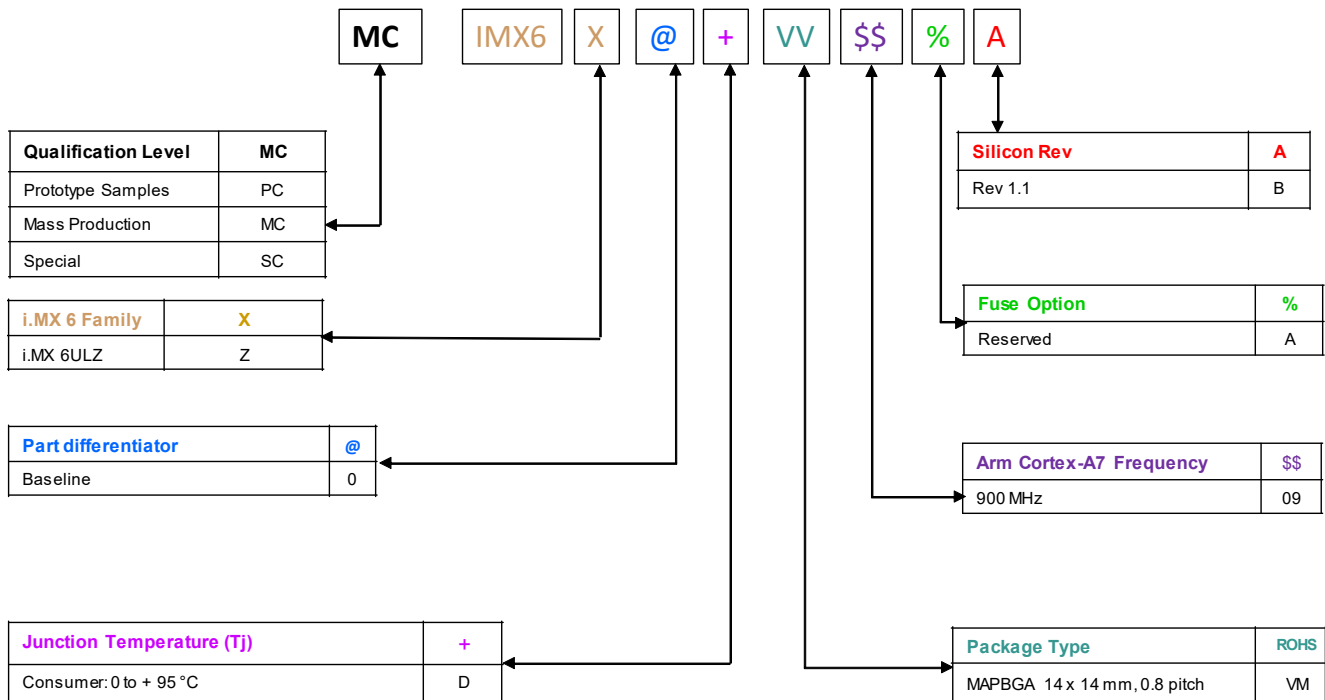 MC IMX6 X @ + VV $$ % A
Qualification Level MC
Prototype Samples PC
Mass Production MC
Special SC
i.MX 6 Family X
i.MX 6ULZ Z
Part differentiator @
Baseline 0
Junction Temperature (Tj) +
Consumer: 0 to + 95 °C D
Silicon Rev A
Rev 1.1 B
Fuse Option %
Reserved A
Arm Cortex-A7 Frequency $$
900 MHz 09
Package Type ROHS
MAPBGA 14 x 14 mm, 0.8 pitch VM